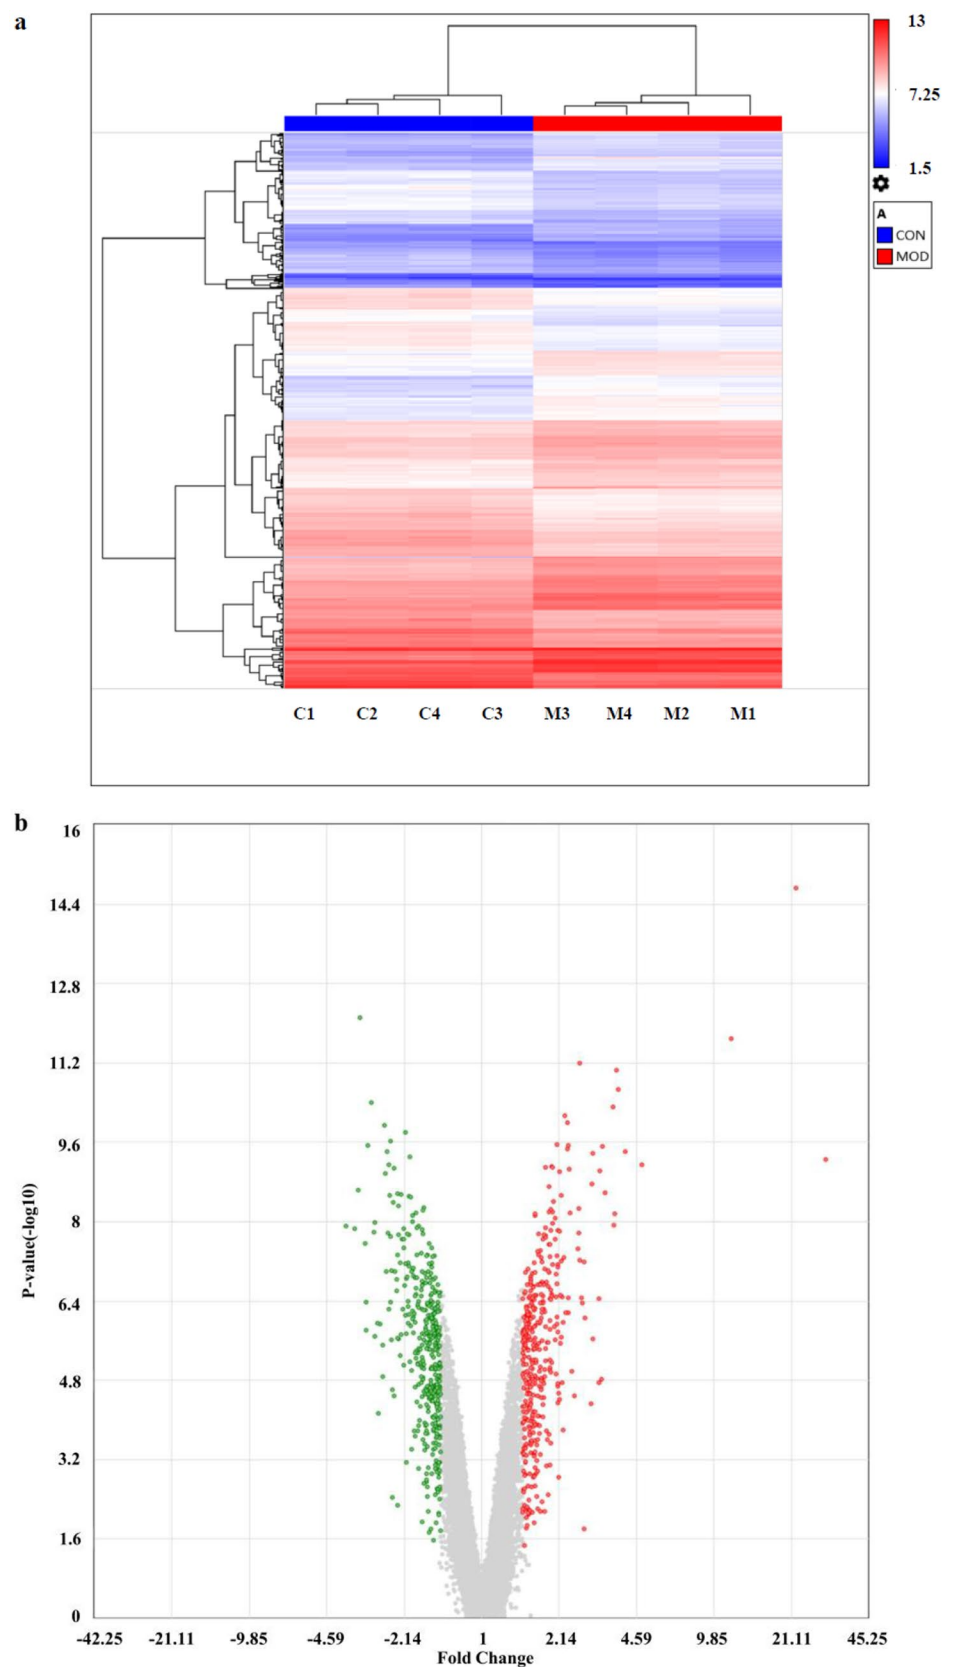 a
13
7.25
1.5
A
CON
MOD
C1 C2 C4 C3 M3 M4 M2 M1
b
16
14.4
12.8
11.2
9.6
8
6.4
4.8
3.2
1.6
0
P-value(-log10)
-42.25 -21.11 -9.85 -4.59 -2.14 1 2.14 4.59 9.85 21.11 45.25
Fold Change